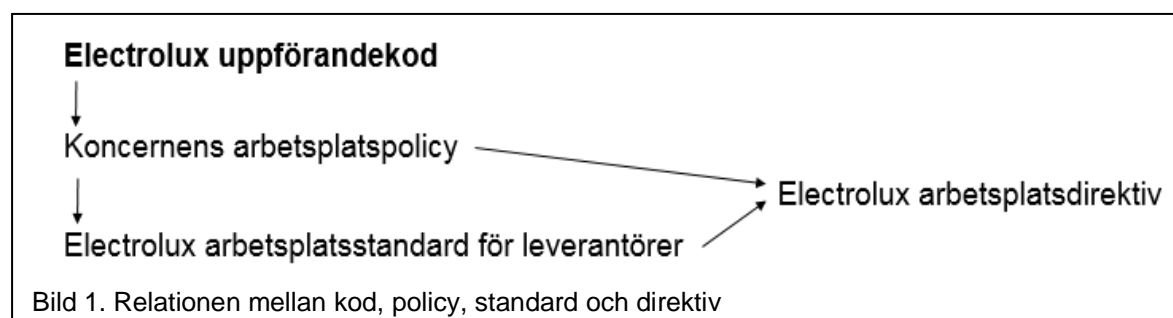 Electrolux uppförandekod
Koncernens arbetsplatspolicy
Electrolux arbetsplatsdirektiv
Electrolux arbetsplatsstandard för leverantörer
Bild 1. Relationen mellan kod, policy, standard och direktiv